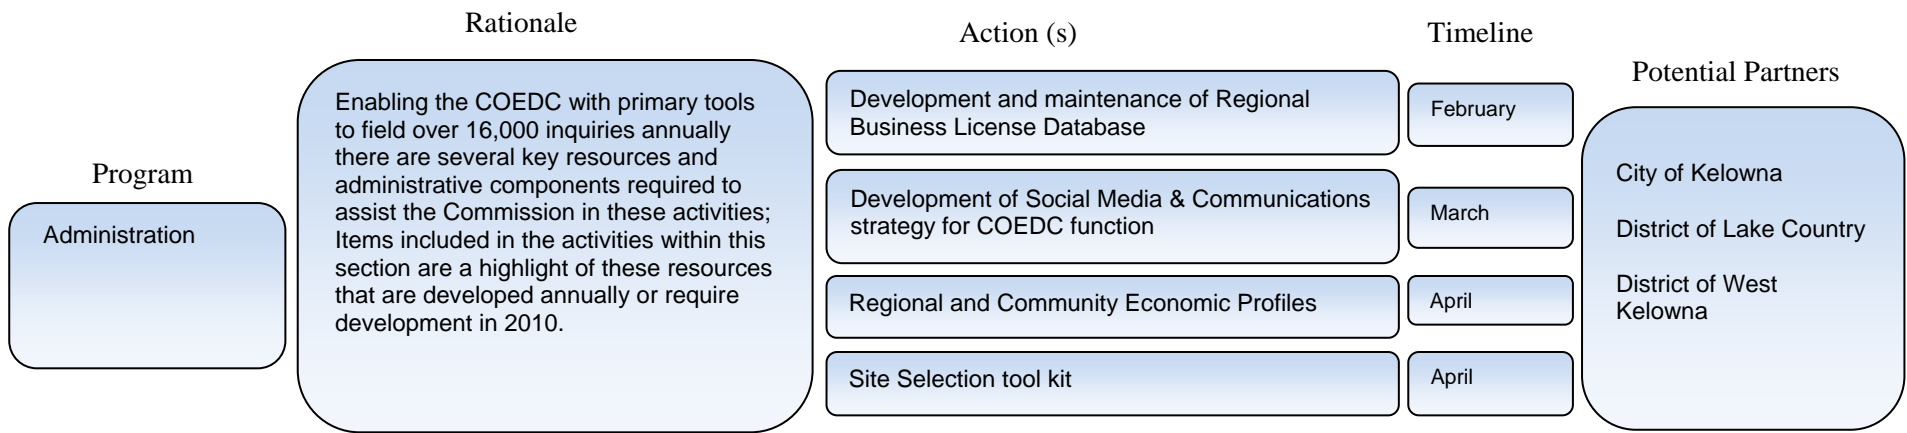 Program
Administration
Rationale
Enabling the COEDC with primary tools
to field over 16,000 inquiries annually
there are several key resources and
administrative components required to
assist the Commission in these activities;
Items included in the activities within this
section are a highlight of these resources
that are developed annually or require
development in 2010.
Action (s)
Development and maintenance of Regional
Business License Database
Development of Social Media & Communications
strategy for COEDC function
Regional and Community Economic Profiles
Site Selection tool kit
Timeline
February
March
April
April
Potential Partners
City of Kelowna
District of Lake Country
District of West
Kelowna